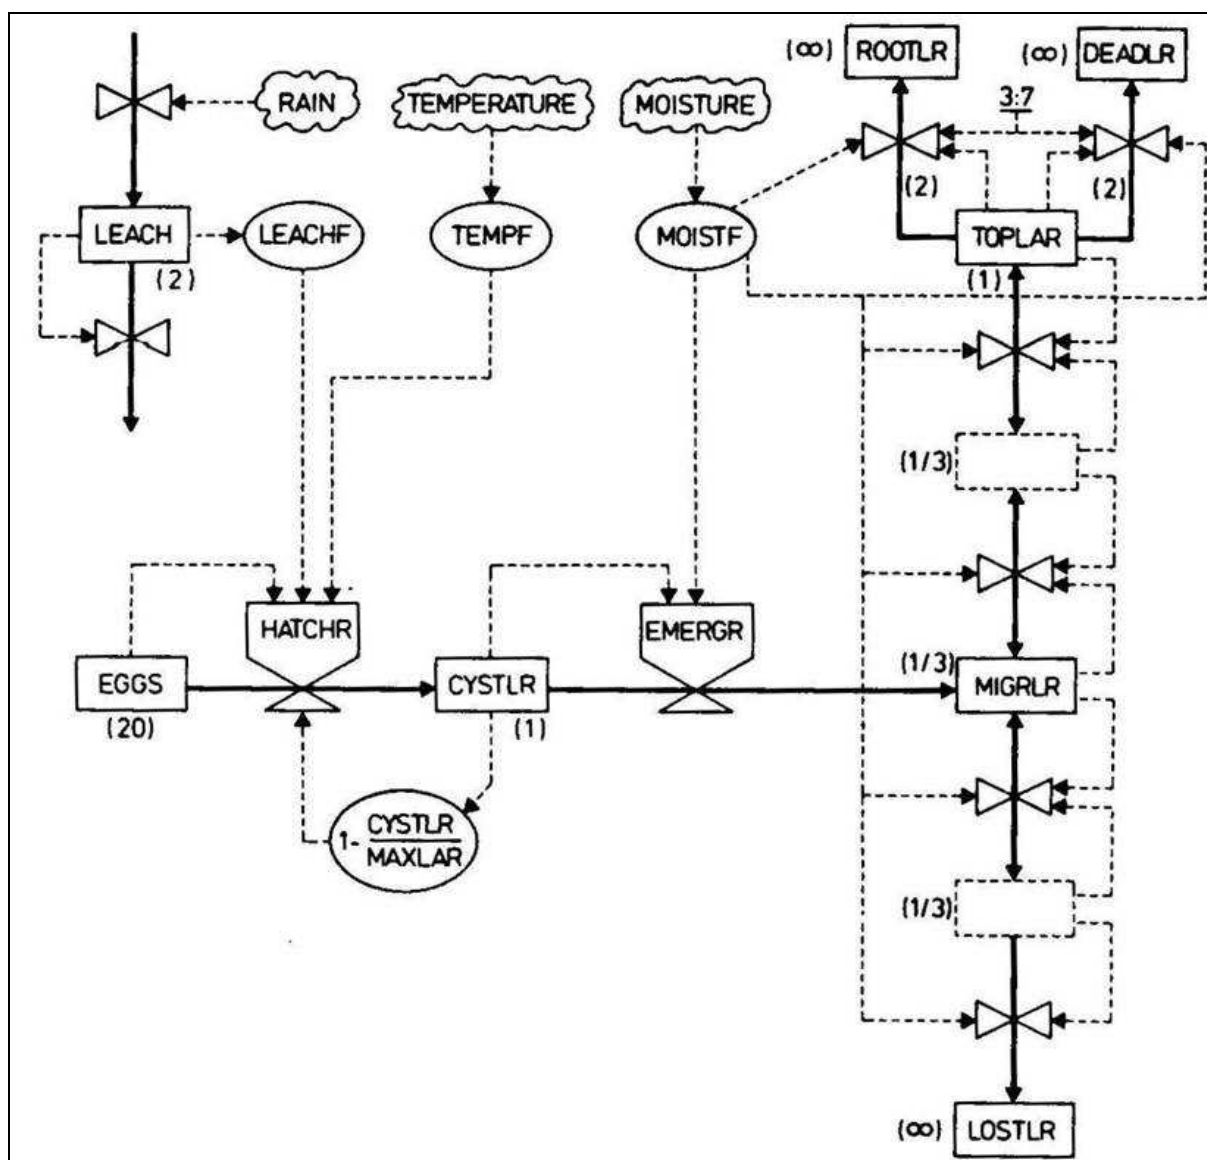 (∞) ROOTLR (∞) DEADLR
RAIN TEMPERATURE MOISTURE 3:7
(2) (2)
LEACH LEACHF TEMPF MOISTF TOPLAR
(2) (1)
(1/3)
HATCHR EMERGR
(1/3)
EGGS CYSTLR MIGRLR
(20) (1)
1- CYSTLR
MAXLAR
(1/3)
(∞) LOSTLR